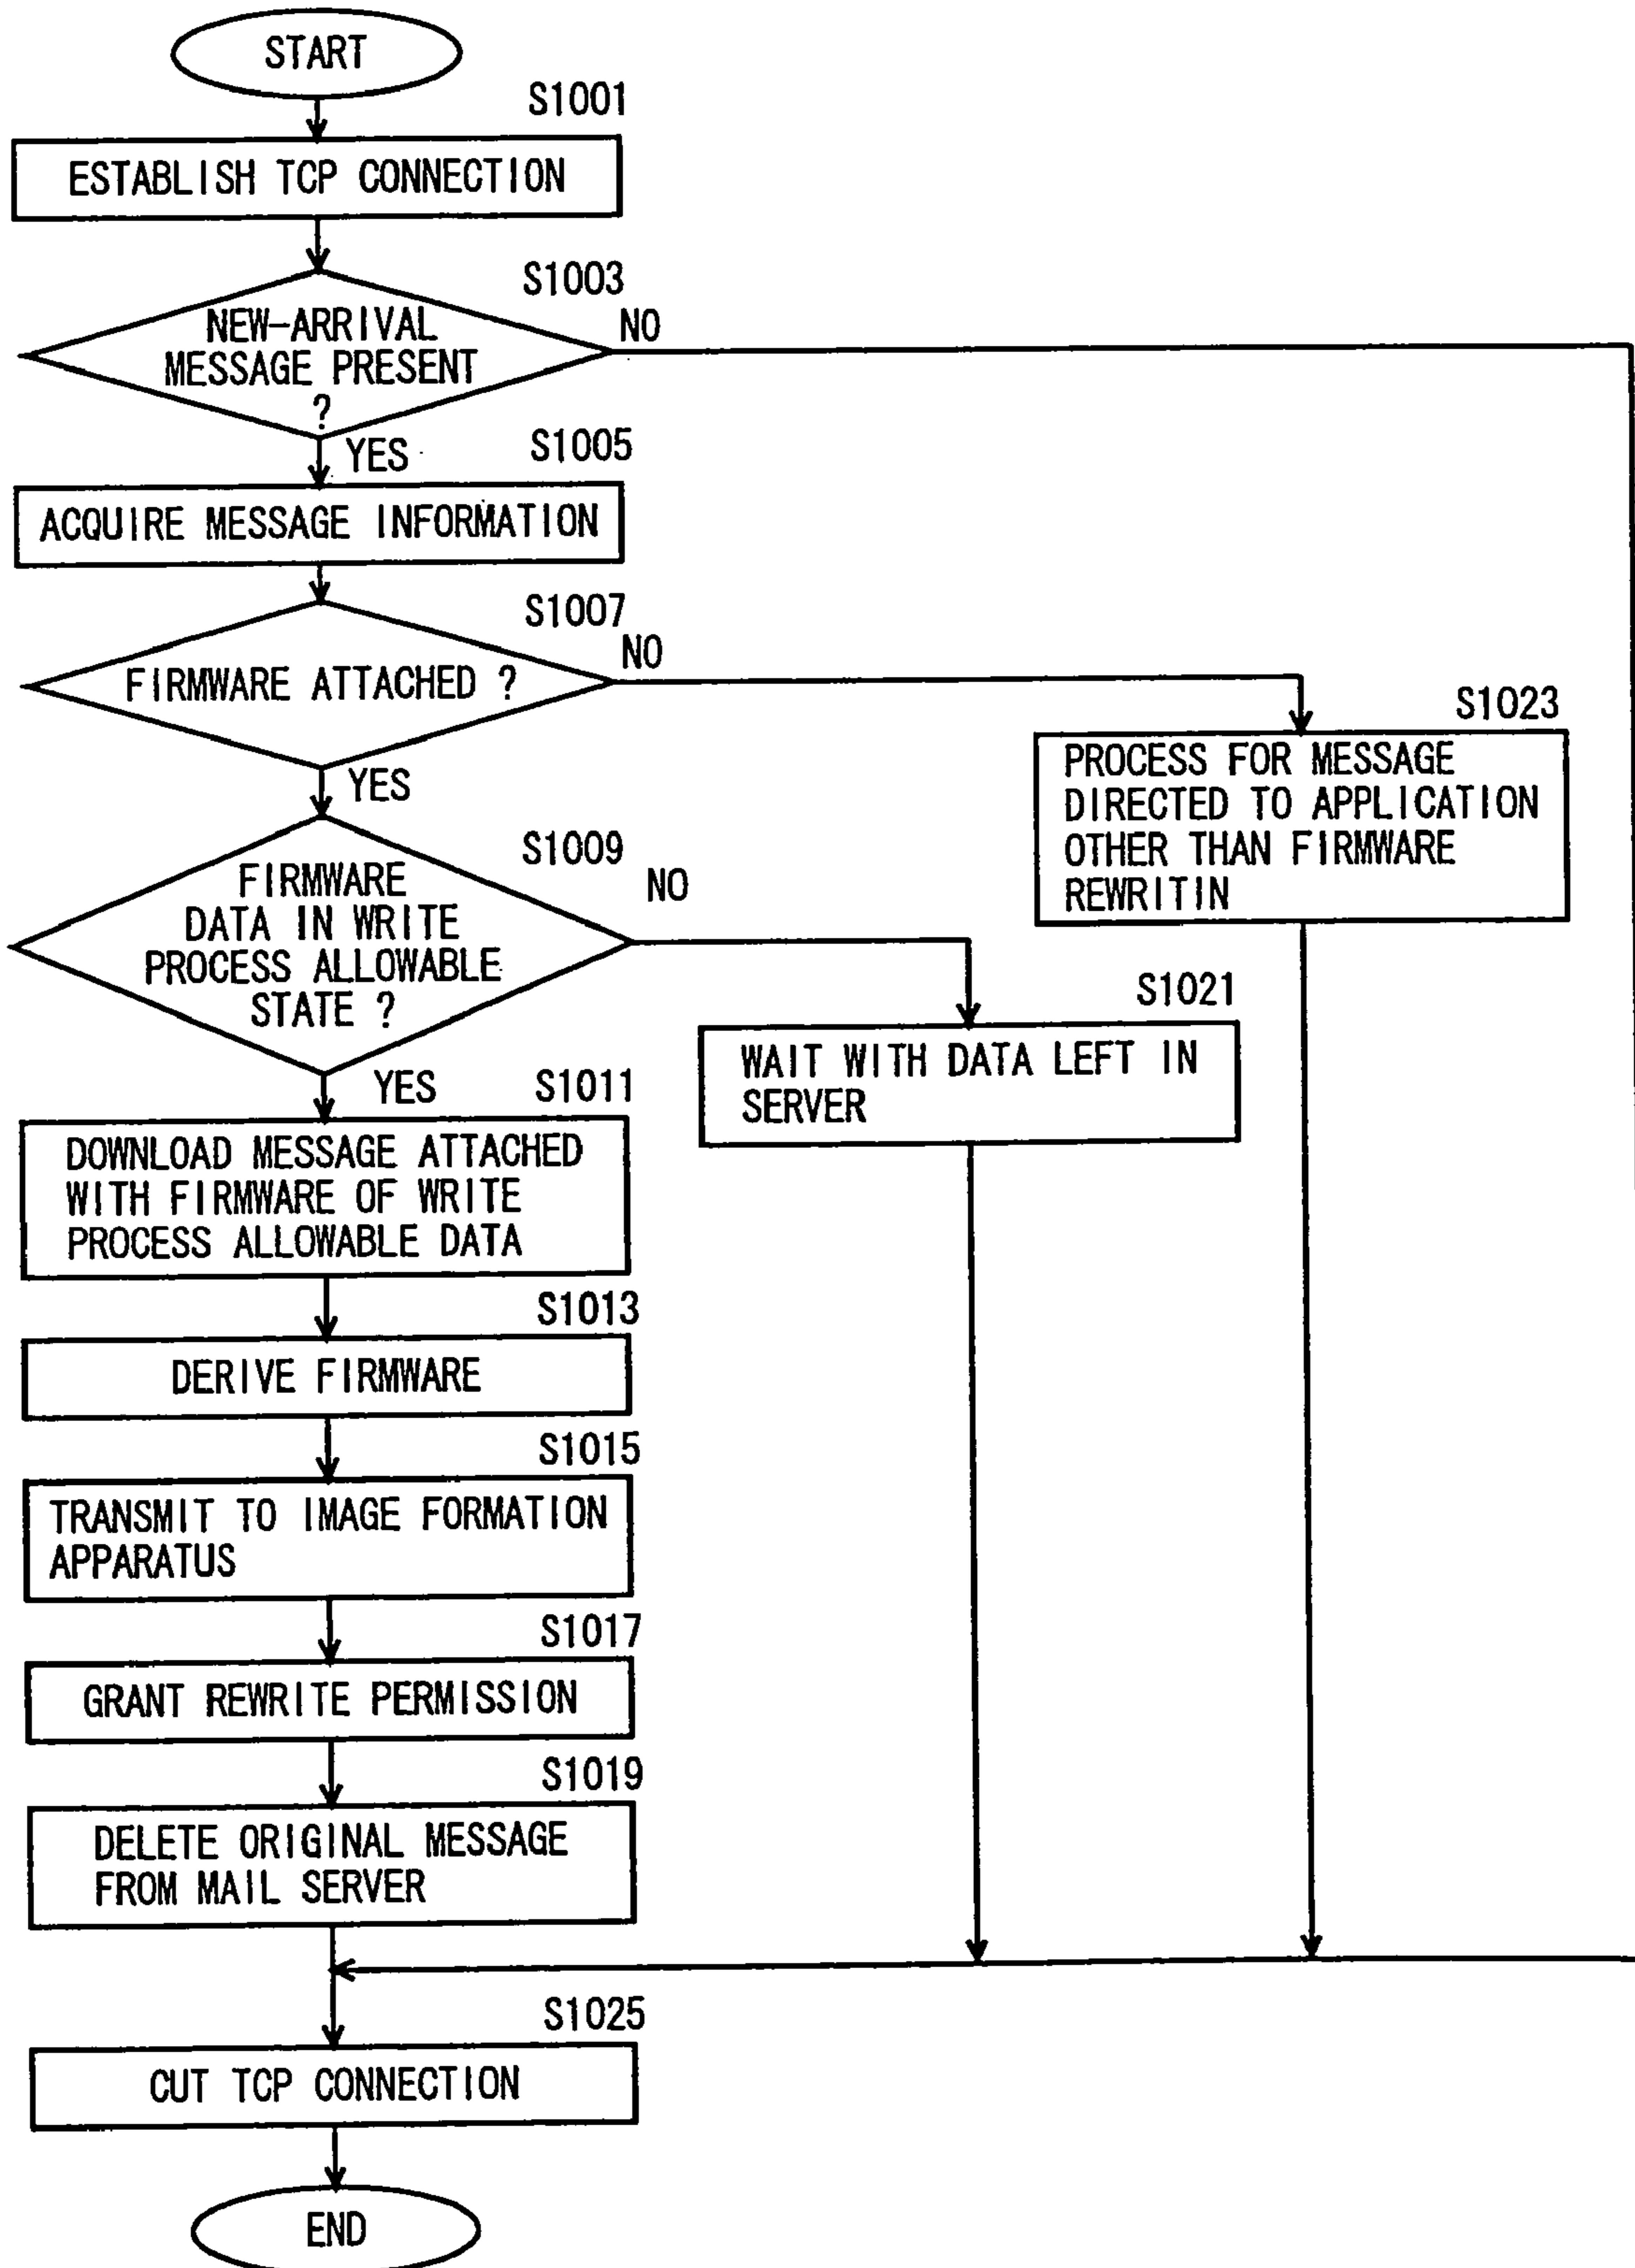 START
S1001
ESTABLISH TCP CONNECTION
S1003
NEW-ARRIVAL
MESSAGE PRESENT
?
NO
YES
S1005
ACQUIRE MESSAGE INFORMATION
S1007
FIRMWARE ATTACHED ?
NO
YES
S1023
PROCESS FOR MESSAGE
DIRECTED TO APPLICATION
OTHER THAN FIRMWARE
REWRITIN
S1009
FIRMWARE
DATA IN WRITE
PROCESS ALLOWABLE
STATE ?
NO
YES
S1021
WAIT WITH DATA LEFT IN
SERVER
S1011
DOWNLOAD MESSAGE ATTACHED
WITH FIRMWARE OF WRITE
PROCESS ALLOWABLE DATA
S1013
DERIVE FIRMWARE
S1015
TRANSMIT TO IMAGE FORMATION
APPARATUS
S1017
GRANT REWRITE PERMISSION
S1019
DELETE ORIGINAL MESSAGE
FROM MAIL SERVER
S1025
CUT TCP CONNECTION
END